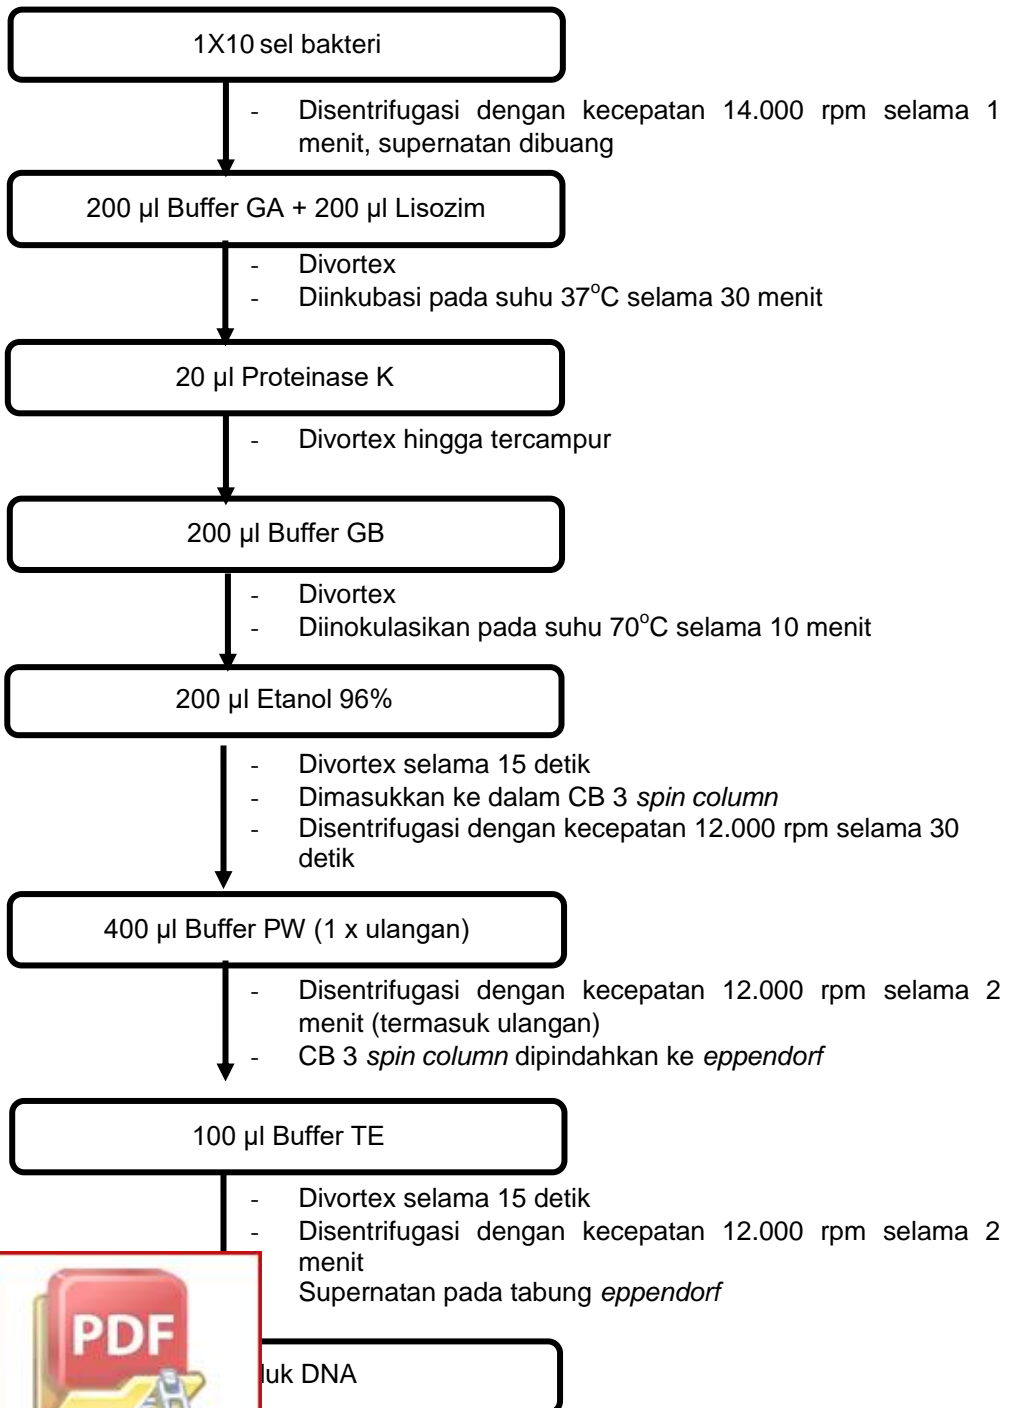 1X10 sel bakteri
- Disentrifugasi dengan kecepatan 14.000 rpm selama 1
menit, supernatan dibuang
200 µl Buffer GA + 200 µl Lisozim
- Divortex
- Diinkubasi pada suhu 37°C selama 30 menit
20 µl Proteinase K
- Divortex hingga tercampur
200 µl Buffer GB
- Divortex
- Diinokulasikan pada suhu 70°C selama 10 menit
200 µl Etanol 96%
- Divortex selama 15 detik
- Dimasukkan ke dalam CB 3 spin column
- Disentrifugasi dengan kecepatan 12.000 rpm selama 30
detik
400 µl Buffer PW (1 x ulangan)
- Disentrifugasi dengan kecepatan 12.000 rpm selama 2
menit (termasuk ulangan)
- CB 3 spin column dipindahkan ke eppendorf
100 µl Buffer TE
- Divortex selama 15 detik
- Disentrifugasi dengan kecepatan 12.000 rpm selama 2
menit
Supernatan pada tabung eppendorf
PDF
DNA